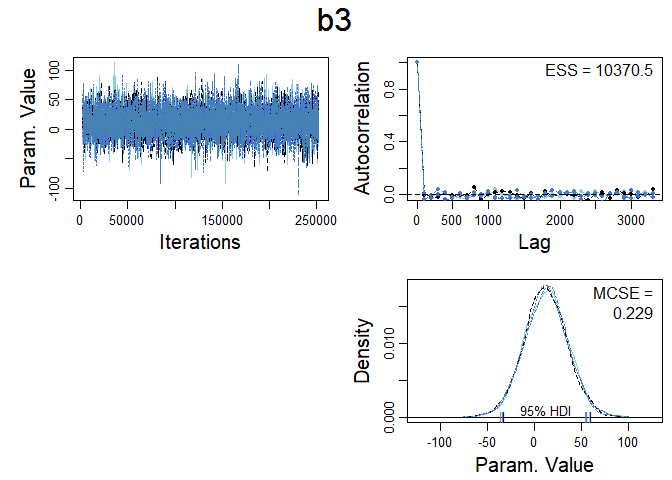 b3
Param. Value
-100
0
50
100
0
50000
150000
250000
Iterations
Autocorrelation
0.0
0.4
0.8
ESS = 10370.5
0
500
1000
2000
3000
Lag
Density
0.000
0.010
MCSE =
0.229
95% HDI
-100
-50
0
50
100
Param. Value